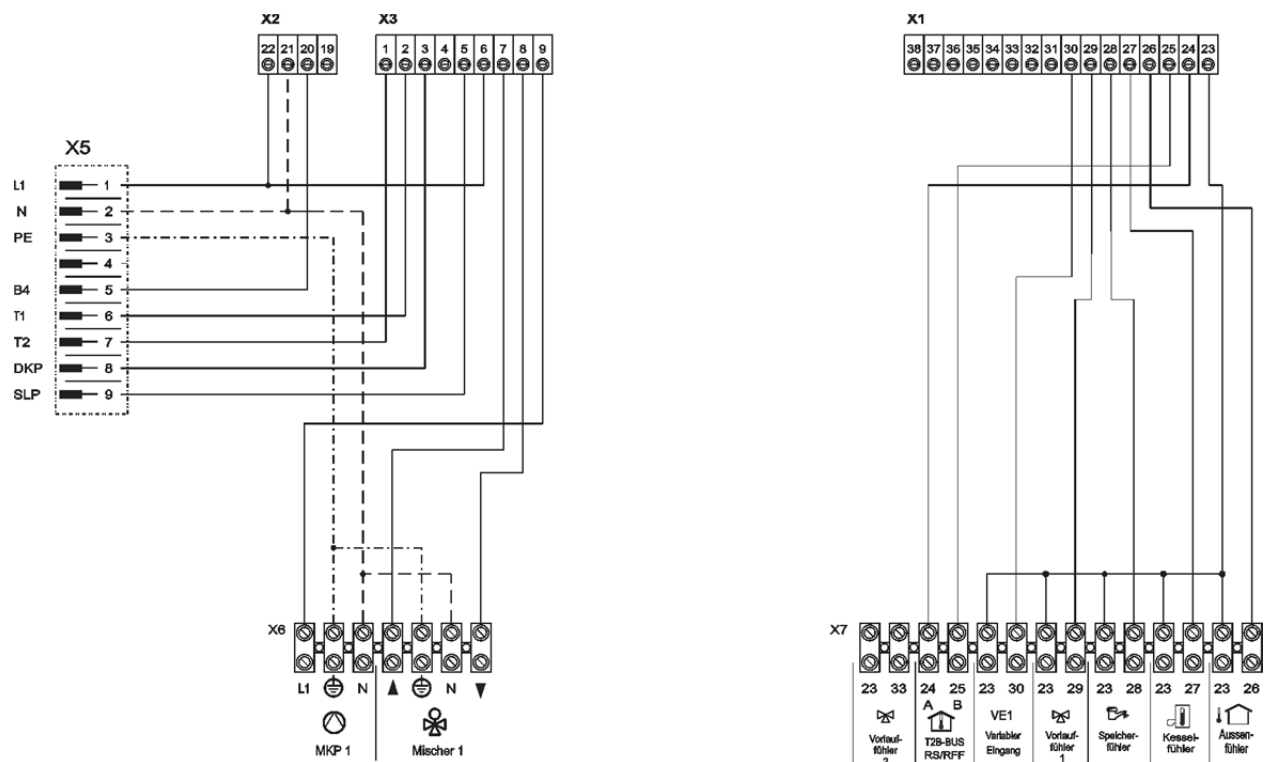 X2
X3
X1
22 21 20 19
1 2 3 4 5 6 7 8 9
38 37 36 35 34 33 32 31 30 29 28 27 26 25 24 23
X5
L1 1
N 2
PE 3
4
B4 5
T1 6
T2 7
DKP 8
SLP 9
X6
X7
L1 N N
23 33 24 25 23 30 23 29 23 28 23 27 23 26
A B
MKP 1
Mischer 1
Vorlauf-
fühler
2
T2B-BUS
RS/RFF
VE1
Variabler
Eingang
Vorlauf-
fühler
1
Speicher-
fühler
Kessel-
fühler
Aussen-
fühler